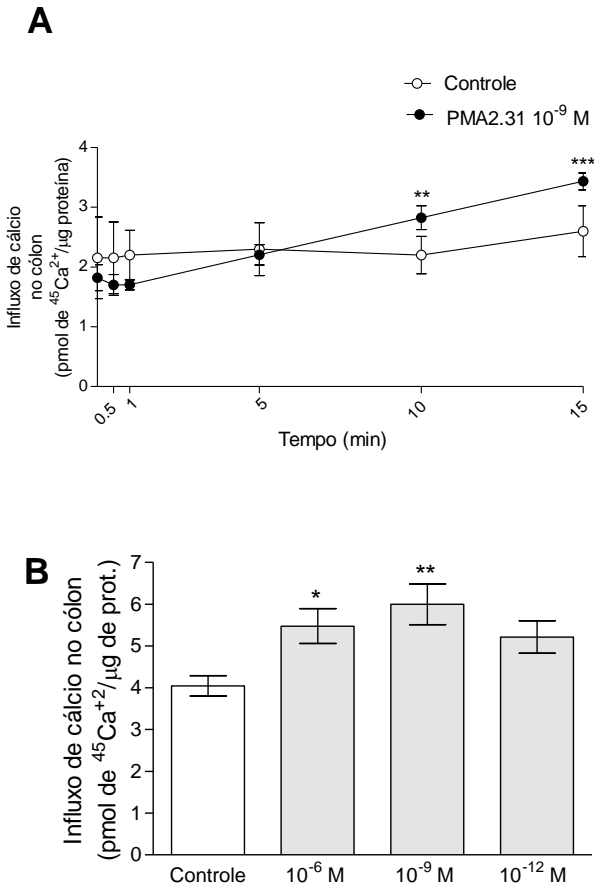 A
Controle
PMA2.31 10⁻⁹ M
Influxo de cálcio
no cólon
(pmol de ⁴⁵Ca²⁺/µg proteína)
4
3
2
1
0
**
***
0.5
1
5
10
15
Tempo (min)
B
Influxo de cálcio no cólon
(pmol de ⁴⁵Ca⁺²/µg de prot.)
7
6
5
4
3
2
1
0
*
**
Controle
10⁻⁶ M
10⁻⁹ M
10⁻¹² M